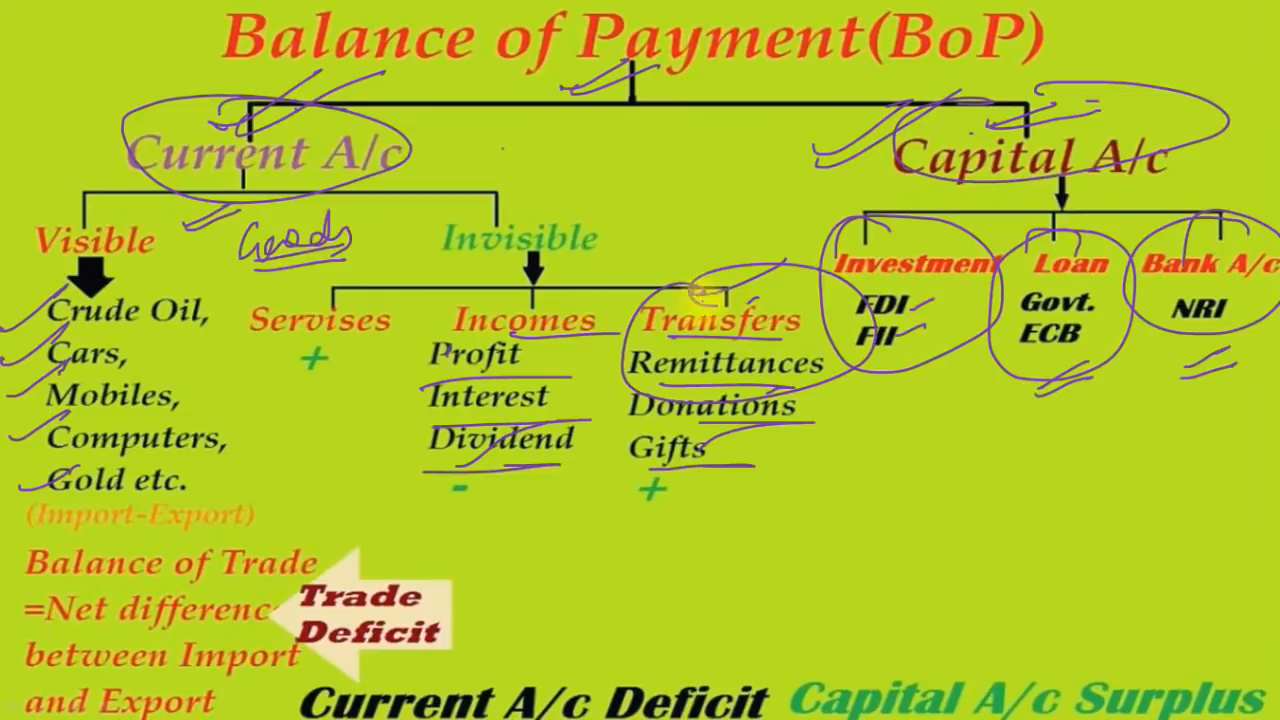 Balance of Payment(BoP)
Current A/c
Capital A/c
Visible
Goods
Invisible
Crude Oil,
Cars,
Mobiles,
Computers,
Gold etc.
(Import-Export)
Servises
+
Incomes
Profit
Interest
Dividend
-
Transfers
Remittances
Donations
Gifts
+
Investment
FDI
FII
Loan
Govt.
ECB
Bank A/c
NRI
Balance of Trade
=Net differenc
between Import
and Export
Trade
Deficit
Current A/c Deficit
Capital A/c Surplus